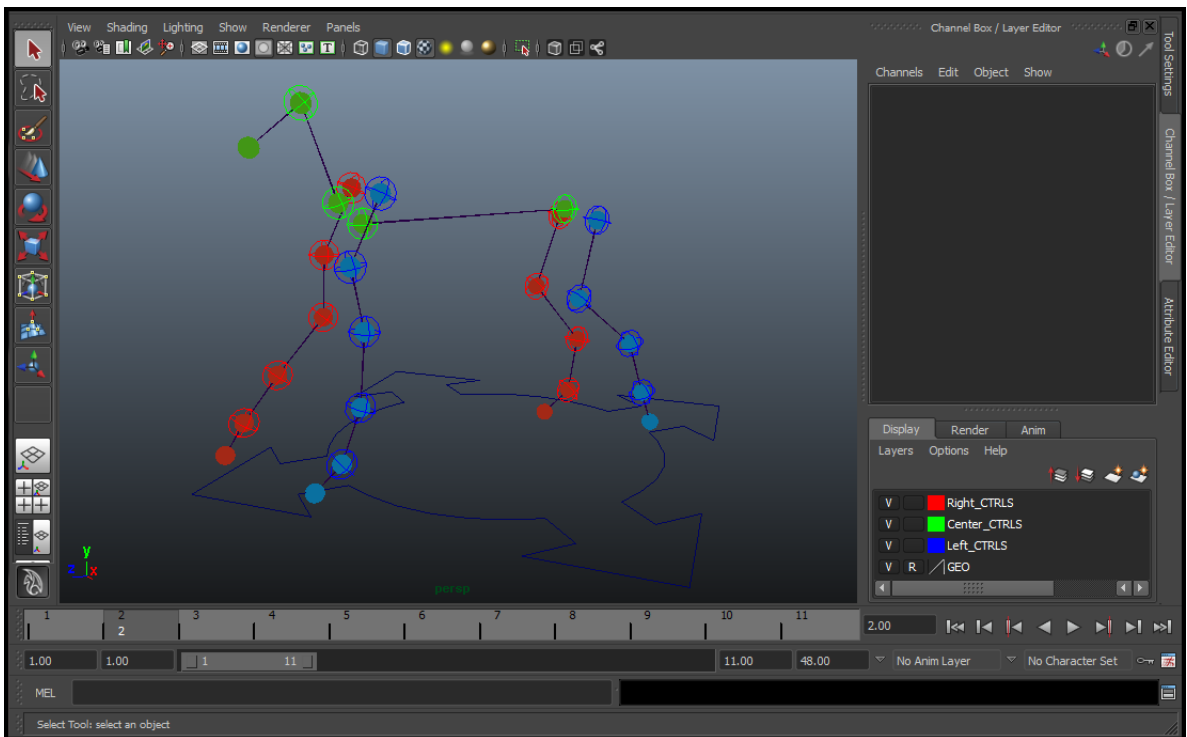 View Shading Lighting Show Renderer Panels
Channel Box / Layer Editor
Channels Edit Object Show
Tool Settings
Channel Box / Layer Editor
Attribute Editor
T
y
z x
persp
Display Render Anim
Layers Options Help
V Right_CTRLS
V Center_CTRLS
V Left_CTRLS
V R GEO
1 2 3 4 5 6 7 8 9 10 11
2
2.00
1.00 1.00 1 11 11.00 48.00 No Anim Layer No Character Set
MEL
Select Tool: select an object